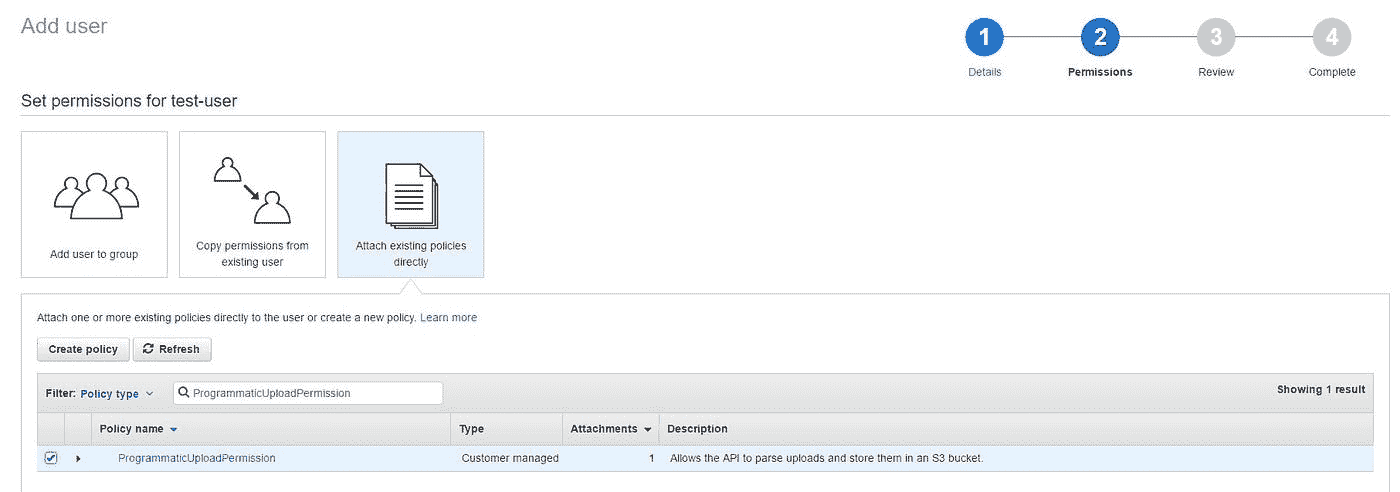 Add user
1 2 3 4
Details Permissions Review Complete
Set permissions for test-user
Add user to group
Copy permissions from
existing user
Attach existing policies
directly
Attach one or more existing policies directly to the user or create a new policy. Learn more
Create policy Refresh
Filter: Policy type ProgrammaticUploadPermission Showing 1 result
Policy name Type Attachments Description
ProgrammaticUploadPermission Customer managed 1 Allows the API to parse uploads and store them in an S3 bucket.